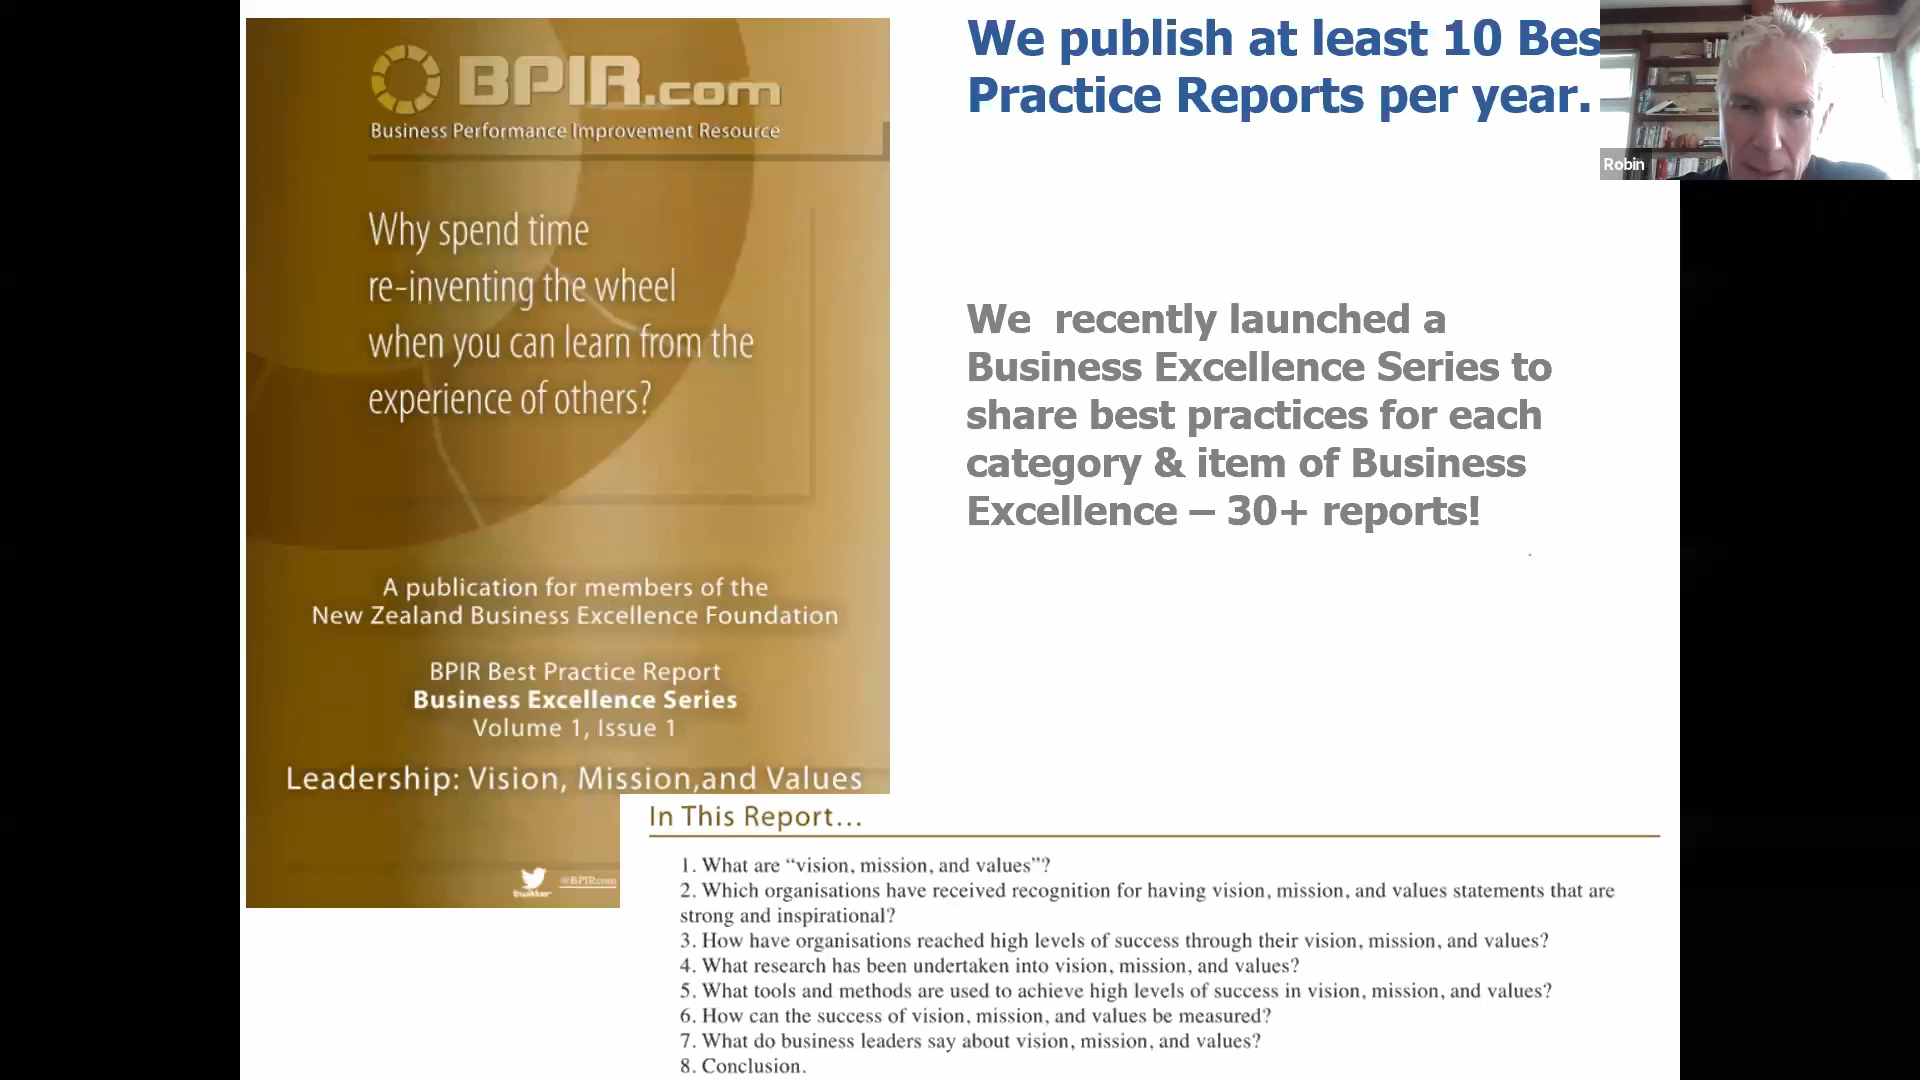 BPIR.com
Business Performance Improvement Resource
Why spend time
re-inventing the wheel
when you can learn from the
experience of others?
A publication for members of the
New Zealand Business Excellence Foundation
BPIR Best Practice Report
Business Excellence Series
Volume 1, Issue 1
Leadership: Vision, Mission,and Values
twitter
@BPIRcom
We publish at least 10 Bes
Practice Reports per year.
Robin
We recently launched a
Business Excellence Series to
share best practices for each
category & item of Business
Excellence – 30+ reports!
In This Report…
1. What are “vision, mission, and values”?
2. Which organisations have received recognition for having vision, mission, and values statements that are
strong and inspirational?
3. How have organisations reached high levels of success through their vision, mission, and values?
4. What research has been undertaken into vision, mission, and values?
5. What tools and methods are used to achieve high levels of success in vision, mission, and values?
6. How can the success of vision, mission, and values be measured?
7. What do business leaders say about vision, mission, and values?
8. Conclusion.